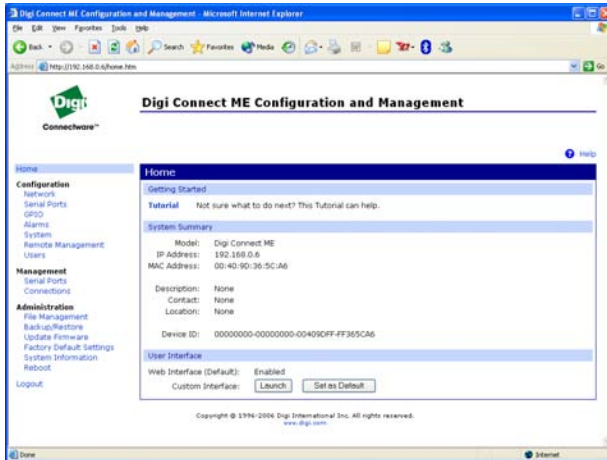 Digi Connect ME Configuration and Management - Microsoft Internet Explorer
File Edit View Favorites Tools Help
Back Search Favorites Media
Address http://192.168.0.6/home.htm Go
Digi
Connectware™
Digi Connect ME Configuration and Management
Help
Home
Configuration
Network
Serial Ports
GPIO
Alarms
System
Remote Management
Users
Management
Serial Ports
Connections
Administration
File Management
Backup/Restore
Update Firmware
Factory Default Settings
System Information
Reboot
Logout
Home
Getting Started
Tutorial Not sure what to do next? This Tutorial can help.
System Summary
Model: Digi Connect ME
IP Address: 192.168.0.6
MAC Address: 00:40:9D:36:5C:A6
Description: None
Contact: None
Location: None
Device ID: 00000000-00000000-00409DFF-FF365CA6
User Interface
Web Interface (Default): Enabled
Custom Interface: Launch Set as Default
Copyright © 1996-2006 Digi International Inc. All rights reserved.
www.digi.com
Done Internet